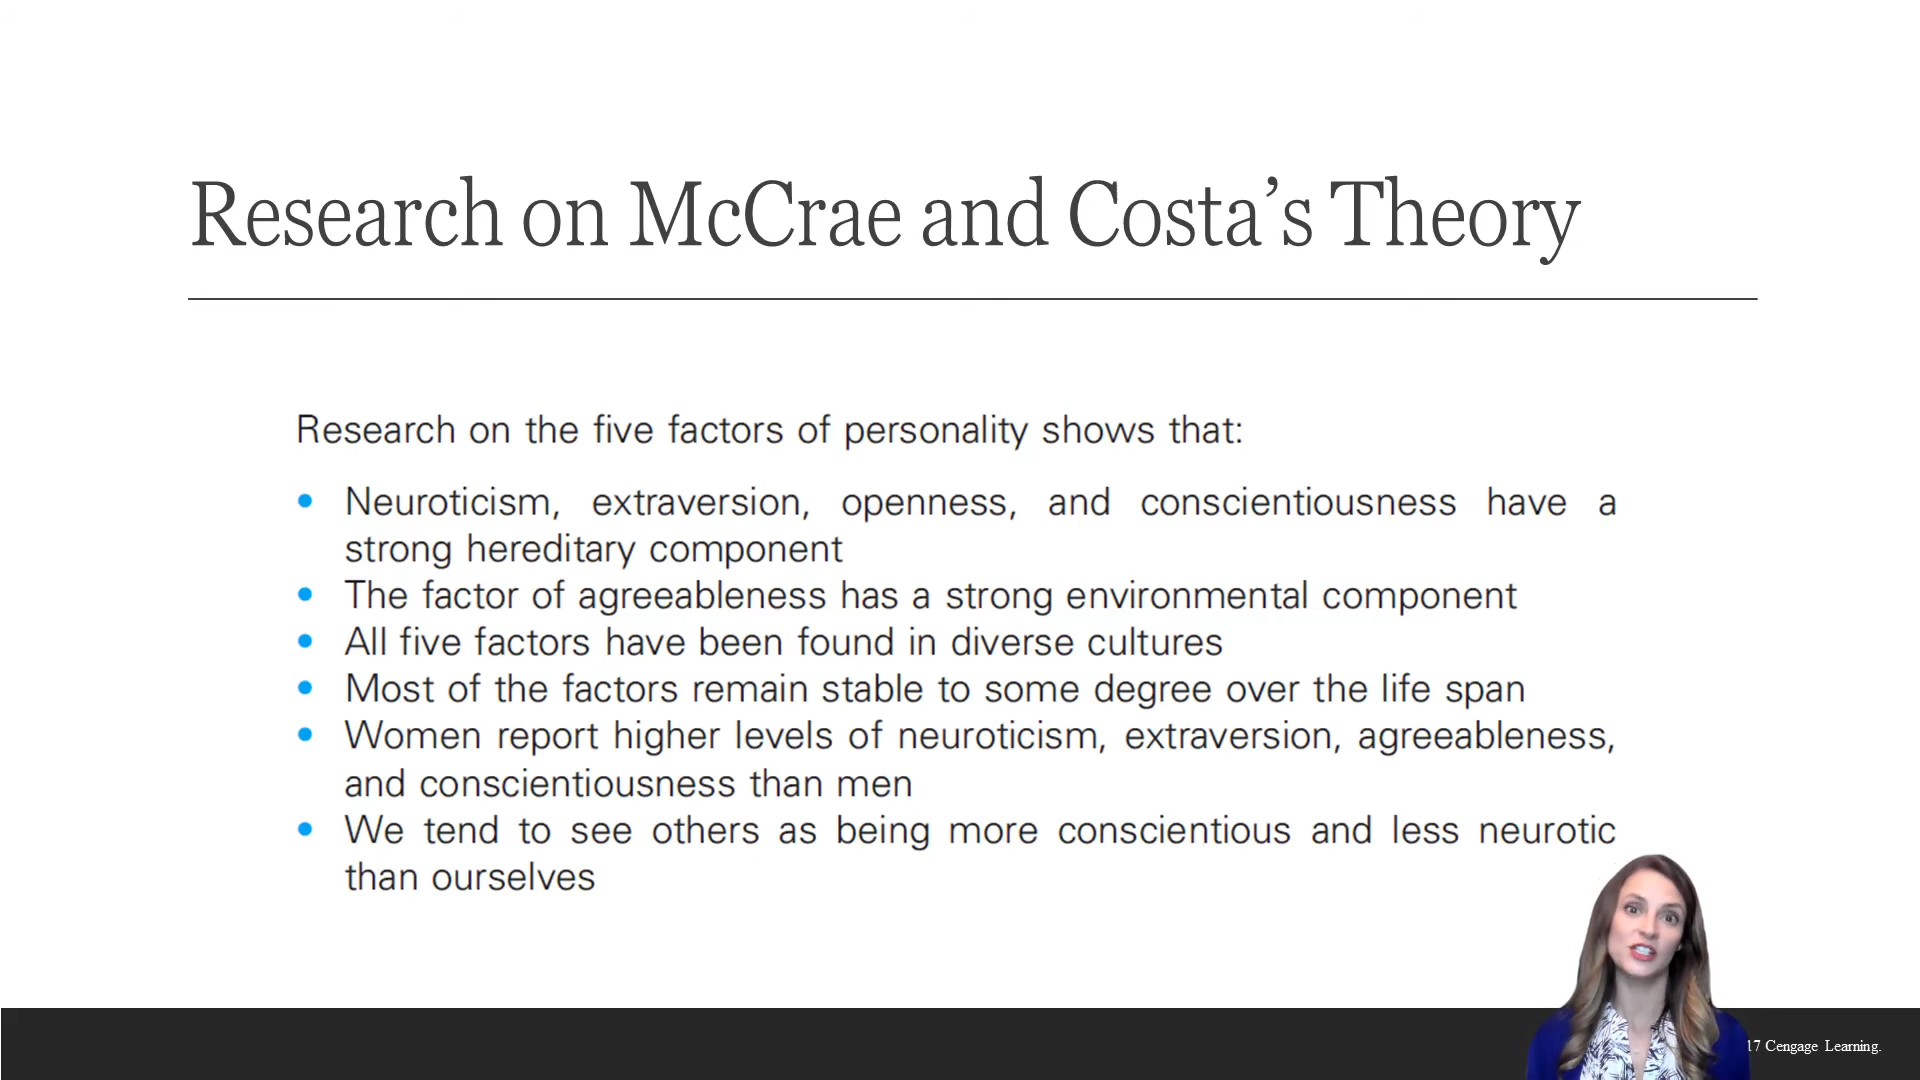 Research on McCrae and Costa’s Theory
Research on the five factors of personality shows that:
• Neuroticism, extraversion, openness, and conscientiousness have a
strong hereditary component
• The factor of agreeableness has a strong environmental component
• All five factors have been found in diverse cultures
• Most of the factors remain stable to some degree over the life span
• Women report higher levels of neuroticism, extraversion, agreeableness,
and conscientiousness than men
• We tend to see others as being more conscientious and less neurotic
than ourselves
17 Cengage Learning.